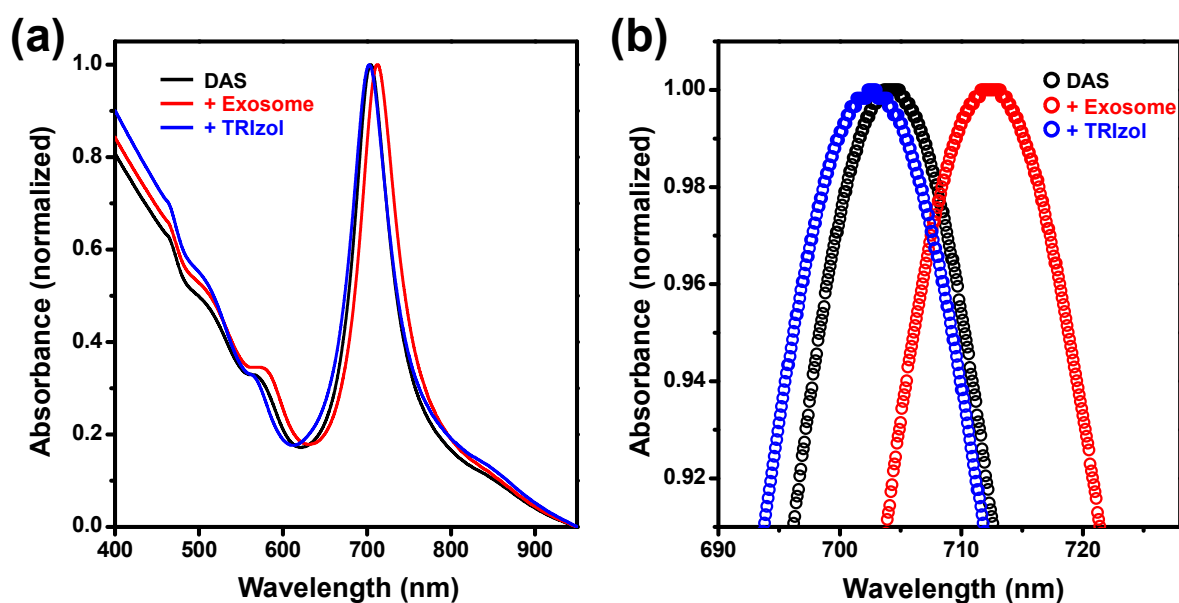 (a)
Absorbance (normalized)
1.0
0.8
0.6
0.4
0.2
0.0
DAS
+ Exosome
+ TRIzol
400 500 600 700 800 900
Wavelength (nm)
(b)
Absorbance (normalized)
1.00
0.98
0.96
0.94
0.92
DAS
+ Exosome
+ TRIzol
690 700 710 720
Wavelength (nm)